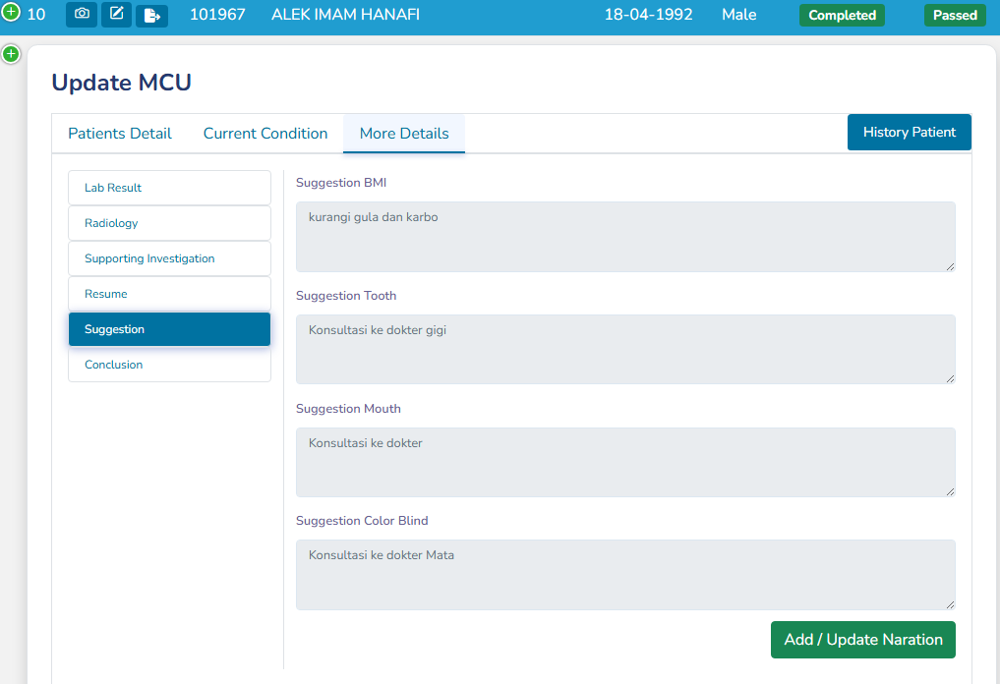 10 101967 ALEK IMAM HANAFI 18-04-1992 Male Completed Passed
Update MCU
Patients Detail Current Condition More Details History Patient
Lab Result
Radiology
Supporting Investigation
Resume
Suggestion
Conclusion
Suggestion BMI
kurangi gula dan karbo
Suggestion Tooth
Konsultasi ke dokter gigi
Suggestion Mouth
Konsultasi ke dokter
Suggestion Color Blind
Konsultasi ke dokter Mata
Add / Update Naration